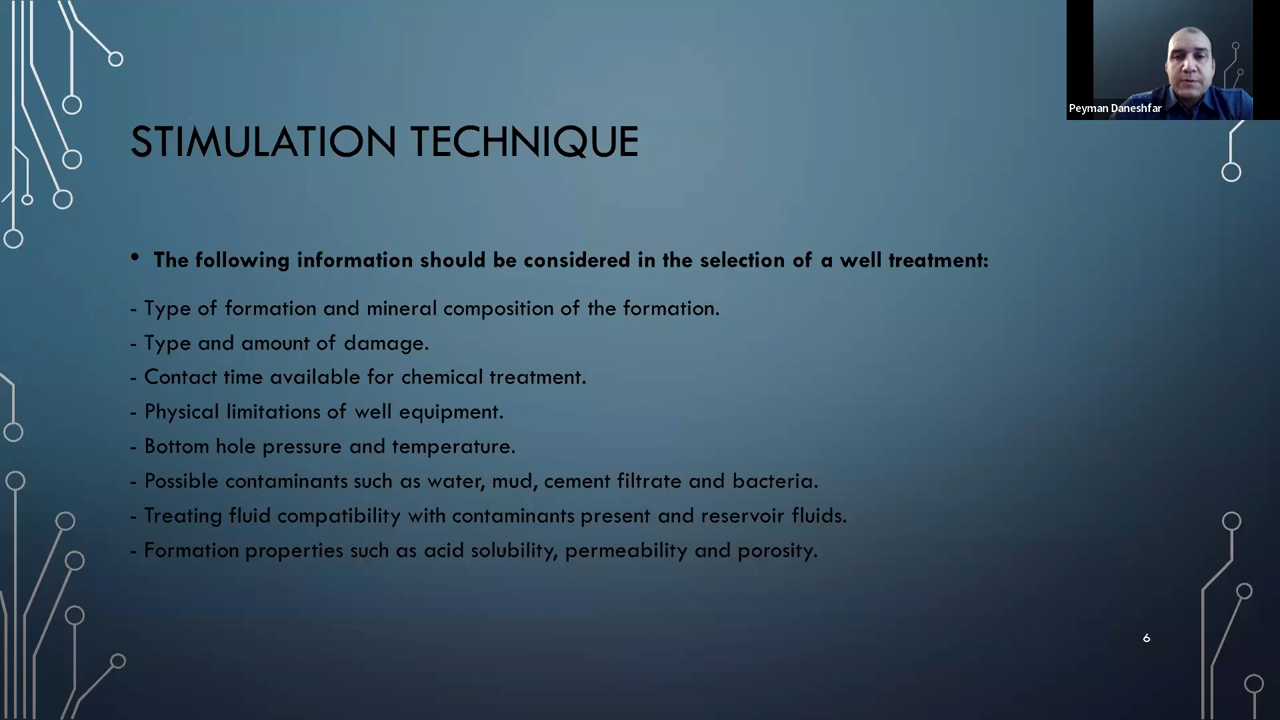 Peyman Daneshfar
STIMULATION TECHNIQUE
• The following information should be considered in the selection of a well treatment:
- Type of formation and mineral composition of the formation.
- Type and amount of damage.
- Contact time available for chemical treatment.
- Physical limitations of well equipment.
- Bottom hole pressure and temperature.
- Possible contaminants such as water, mud, cement filtrate and bacteria.
- Treating fluid compatibility with contaminants present and reservoir fluids.
- Formation properties such as acid solubility, permeability and porosity.
6